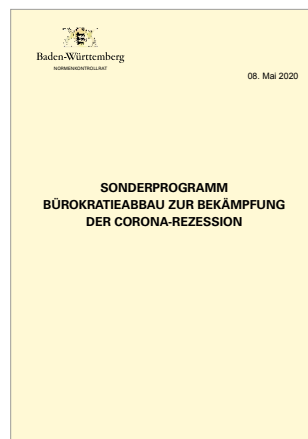 Baden-Württemberg
NORMENKONTROLLRAT
08. Mai 2020
SONDERPROGRAMM
BÜROKRATIEABBAU ZUR BEKÄMPFUNG
DER CORONA-REZESSION